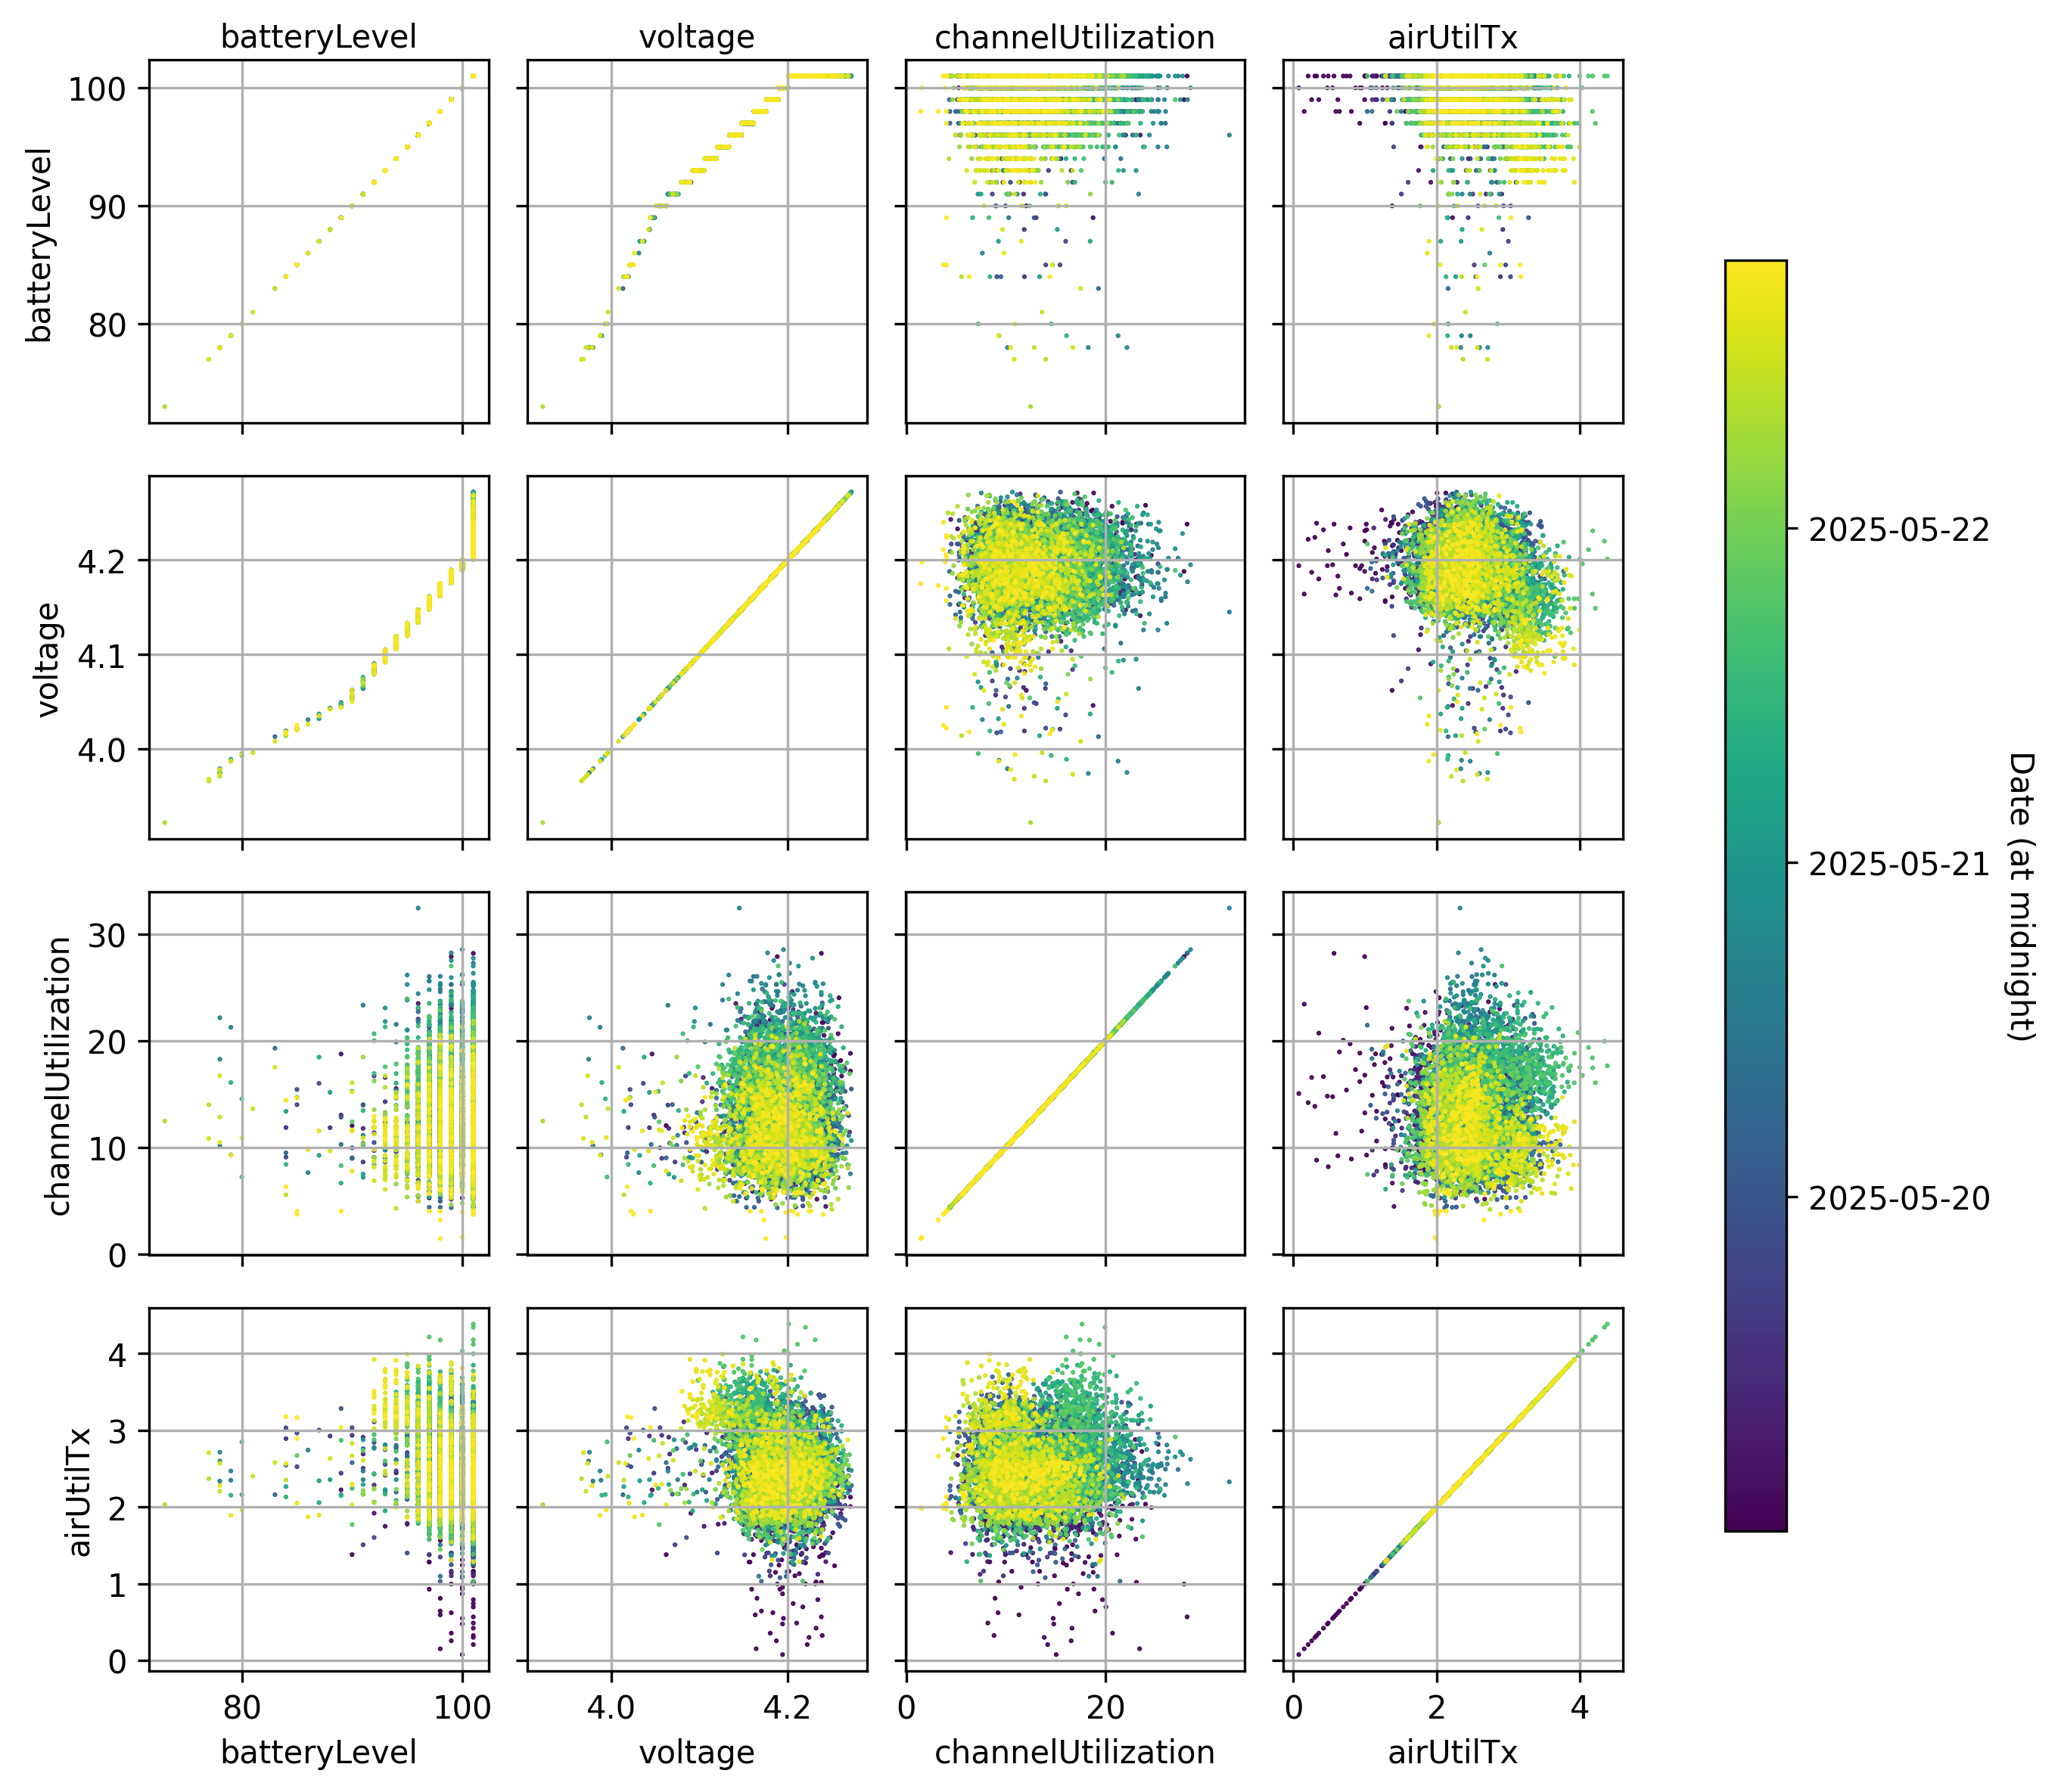 batteryLevel voltage channelUtilization airUtilTx
batteryLevel
100
90
80
voltage
4.2
4.1
4.0
channelUtilization
30
20
10
0
airUtilTx
4
3
2
1
0
80 100 4.0 4.2 0 20 0 2 4
batteryLevel voltage channelUtilization airUtilTx
2025-05-22
2025-05-21
2025-05-20
Date (at midnight)